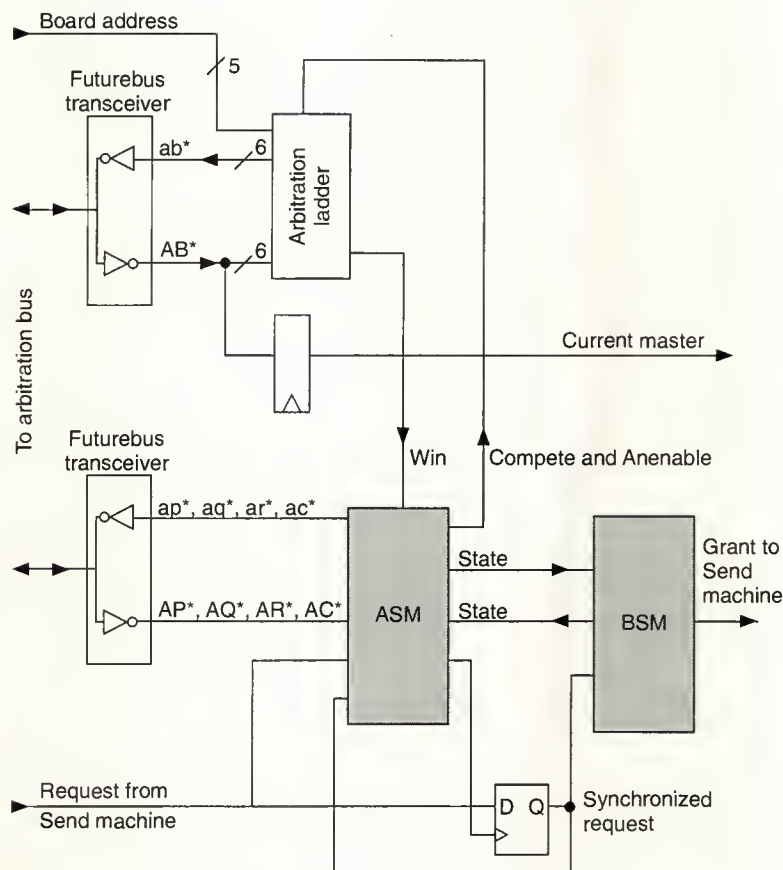 Board address
5
Futurebus
transceiver
ab*
6
Arbitration
ladder
AB*
6
To arbitration bus
Current master
Futurebus
transceiver
Win
Compete and Anenable
ap*, aq*, ar*, ac*
AP*, AQ*, AR*, AC*
ASM
State
State
BSM
Grant to
Send
machine
Request from
Send machine
D Q
Synchronized
request